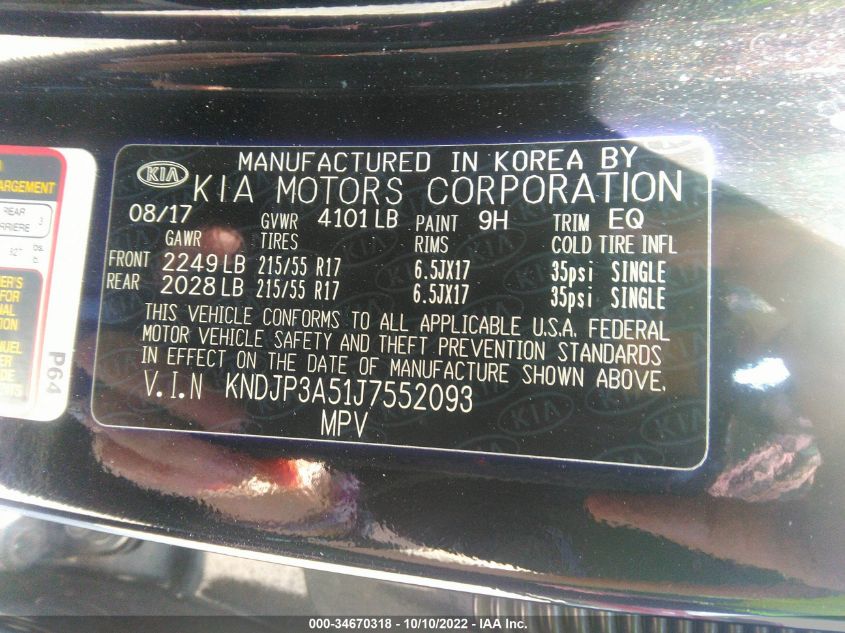 MANUFACTURED IN KOREA BY
KIA KIA MOTORS CORPORATION
08/17 GVWR 4101 LB PAINT 9H TRIM EQ
GAWR TIRES RIMS COLD TIRE INFL
FRONT 2249 LB 215/55 R17 6.5JX17 35psi SINGLE
REAR 2028 LB 215/55 R17 6.5JX17 35psi SINGLE
THIS VEHICLE CONFORMS TO ALL APPLICABLE U.S.A. FEDERAL
MOTOR VEHICLE SAFETY AND THEFT PREVENTION STANDARDS
IN EFFECT ON THE DATE OF MANUFACTURE SHOWN ABOVE.
V.I.N KNDJP3A51J7552093
MPV
ARGEMENT
REAR 3
RRIERE
P64
000-34670318 - 10/10/2022 - IAA Inc.